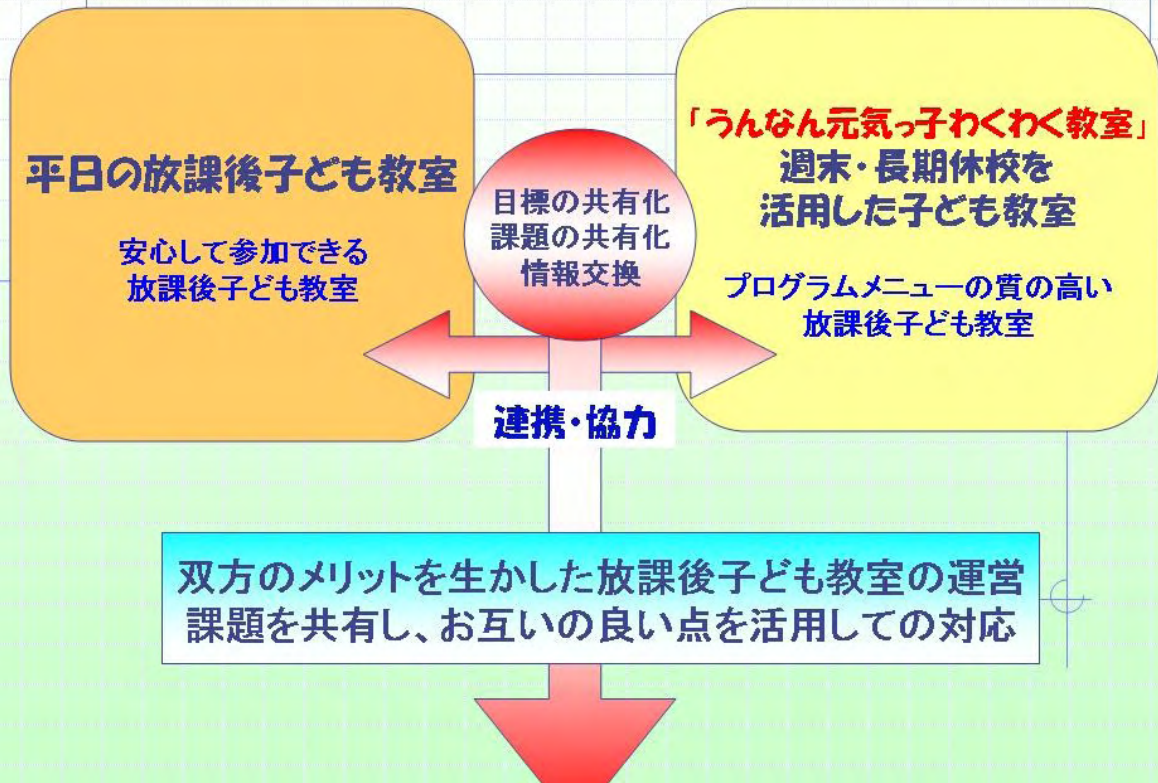 平日の放課後子ども教室
安心して参加できる
放課後子ども教室
目標の共有化
課題の共有化
情報交換
「うんなん元気っ子わくわく教室」
週末・長期休校を
活用した子ども教室
プログラムメニューの質の高い
放課後子ども教室
連携・協力
双方のメリットを生かした放課後子ども教室の運営
課題を共有し、お互いの良い点を活用しての対応